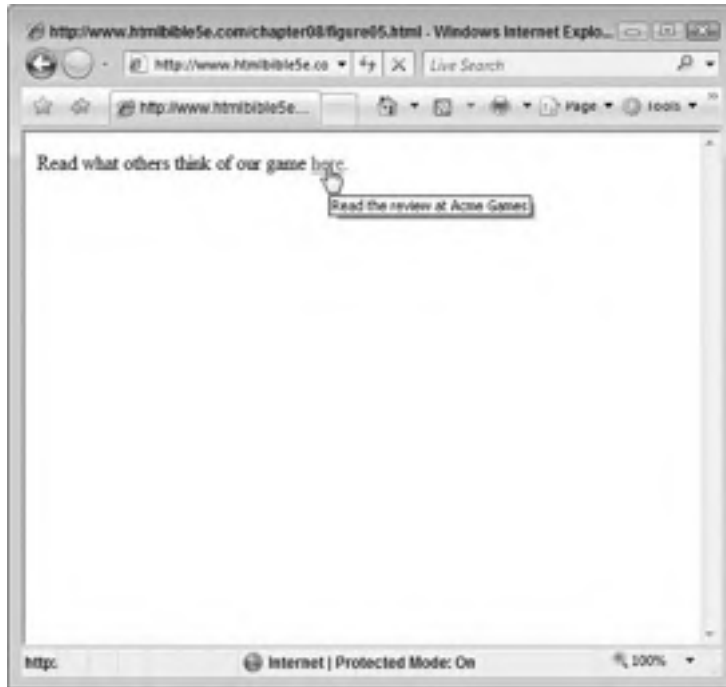 http://www.htmlbible5e.com/chapter08/figure05.html - Windows Internet Explo...
http://www.htmlbible5e.co
Live Search
http://www.htmlbible5e....
Page
Tools
Read what others think of our game here.
Read the review at Acme Games
http:
Internet | Protected Mode: On
100%